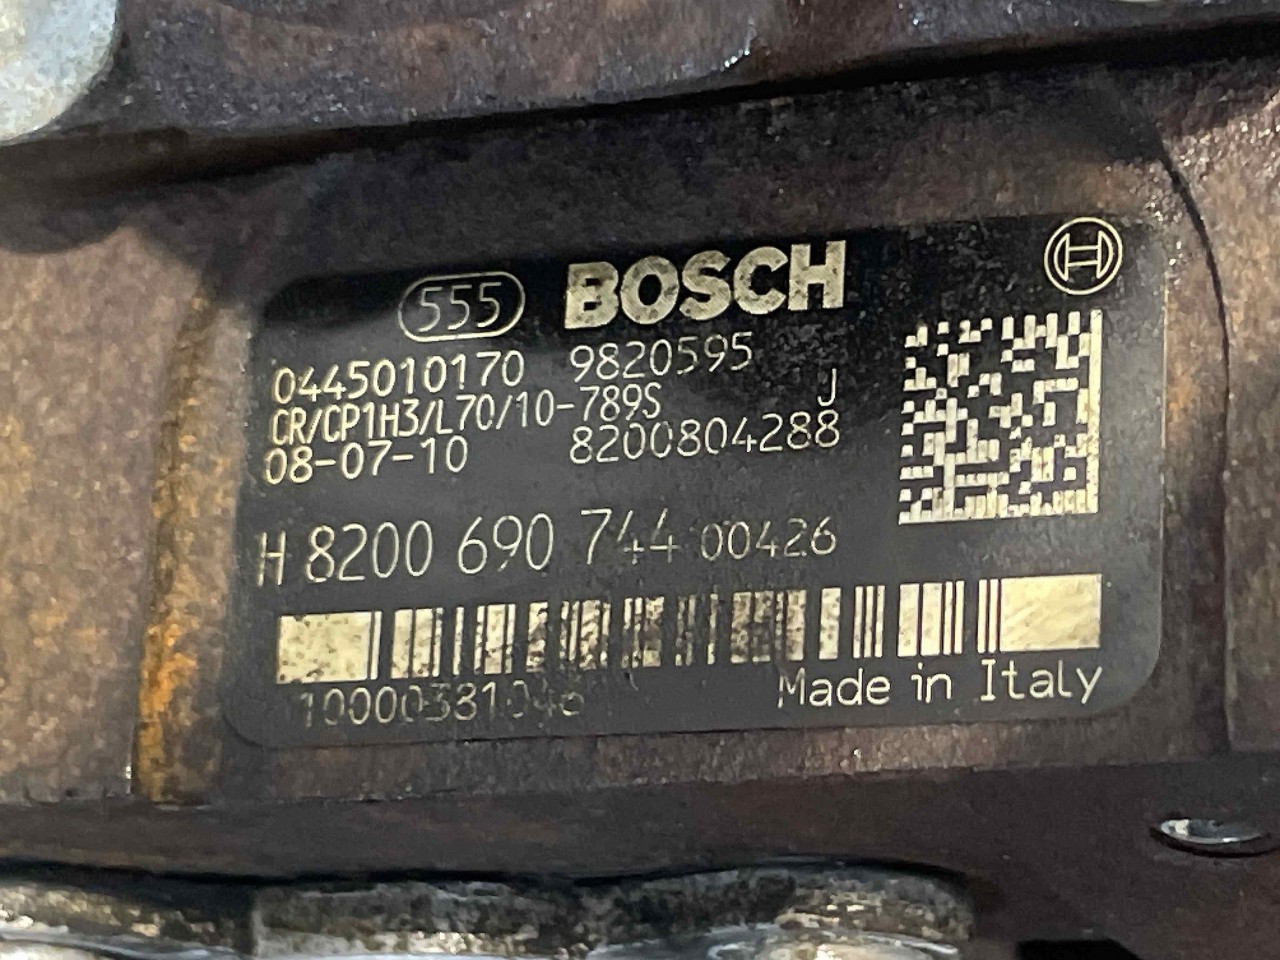 555 BOSCH
0445010170 9820595
CR/CP1H3/L70/10-789S J
08-07-10 8200804288
H 8200 690 744 00426
10000381046
Made in Italy